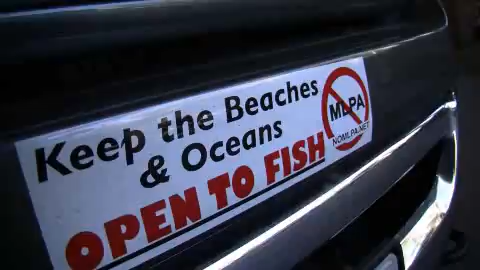 Keep the Beaches
& Oceans
OPEN TO FISH
MLPA
NOMLPA.NET